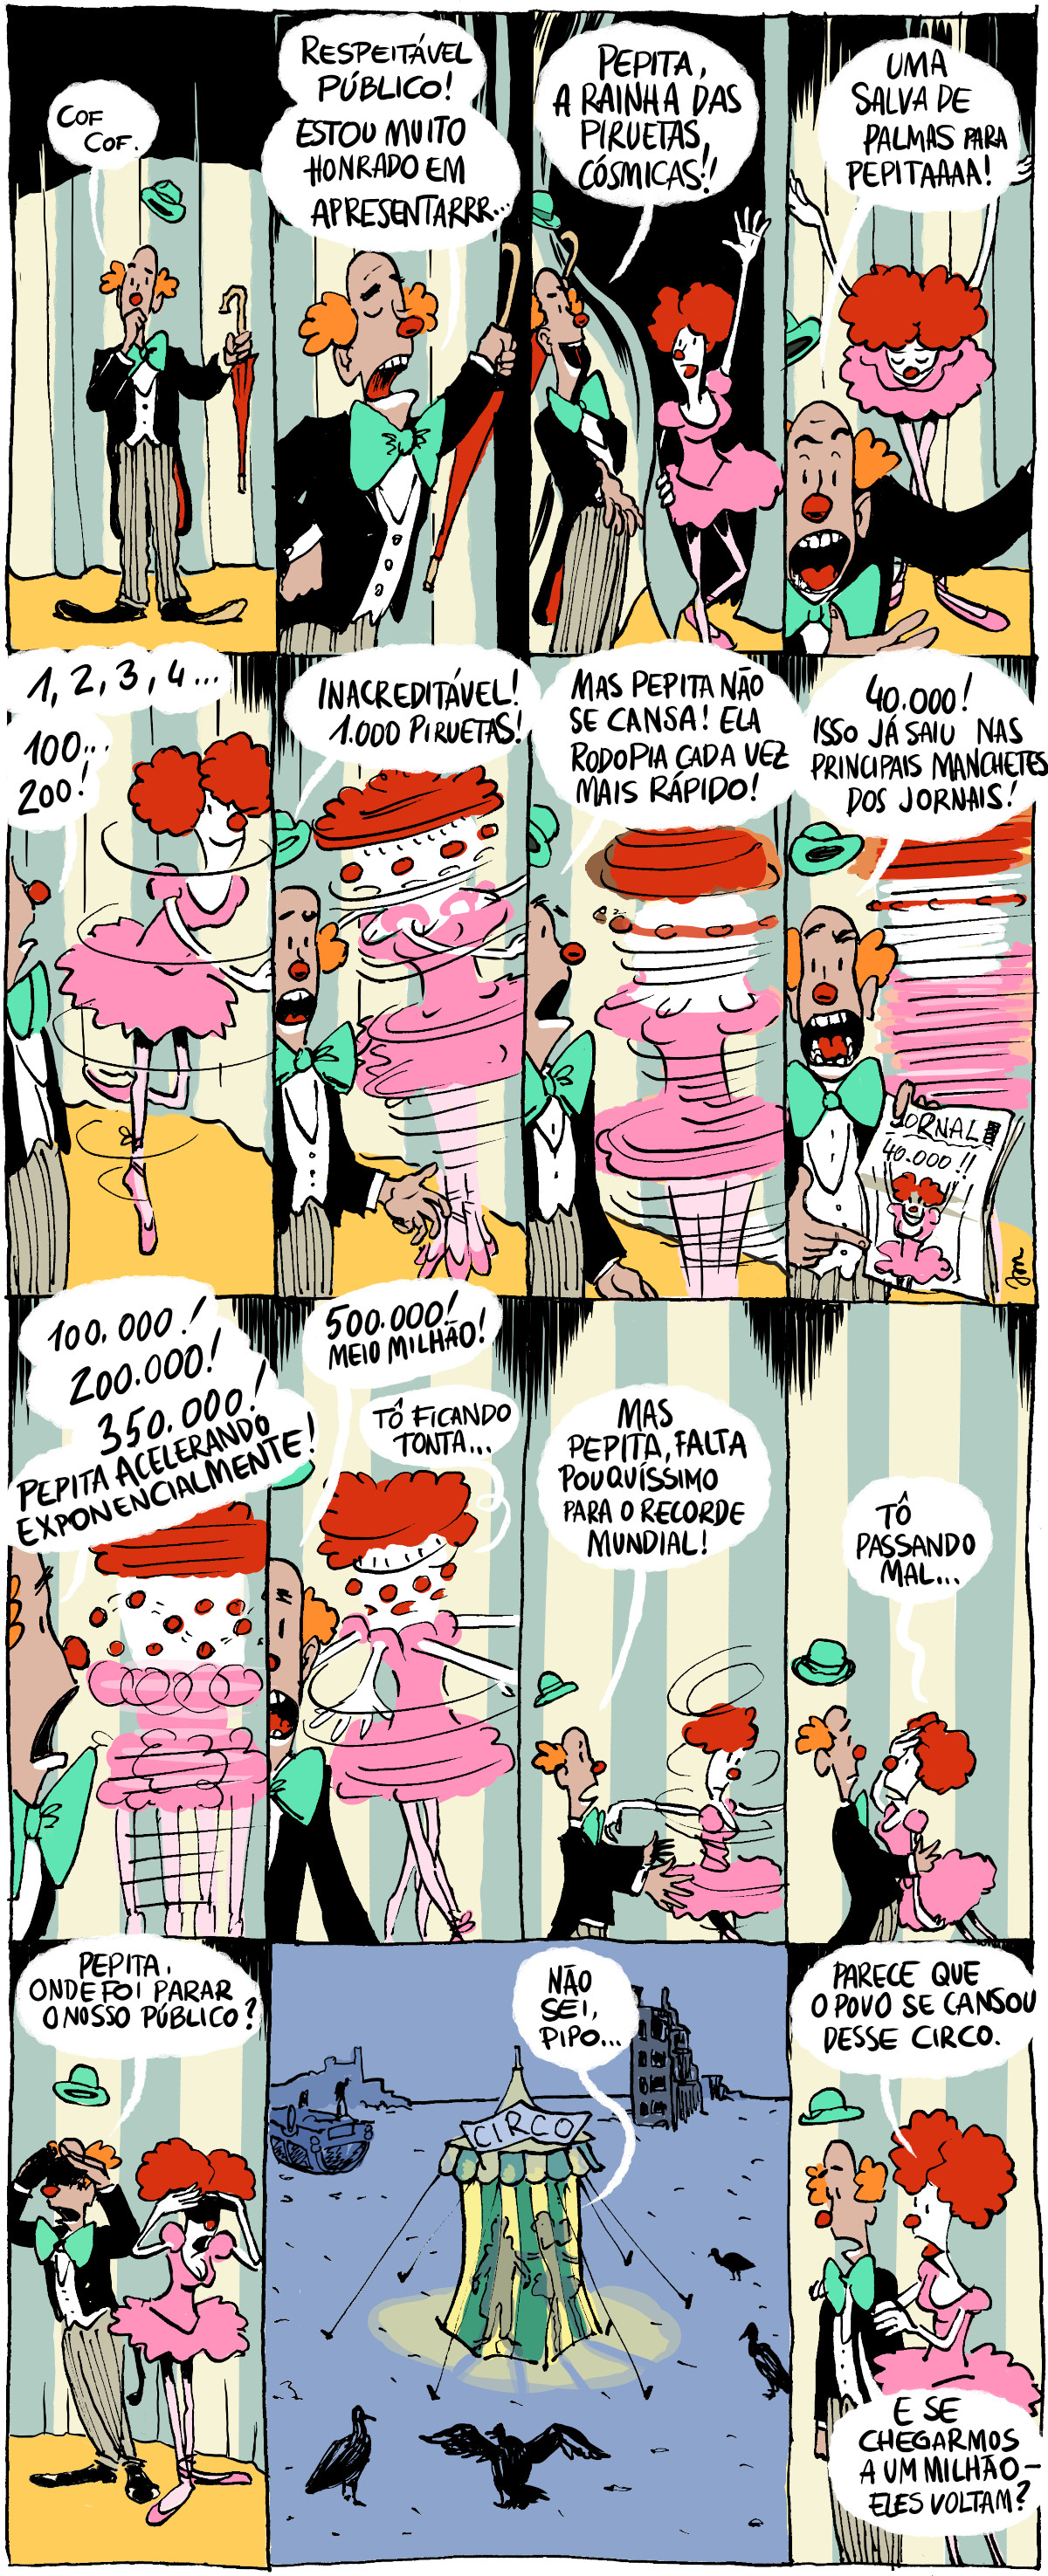 COF
COF.
RESPEITÁVEL
PÚBLICO!
ESTOU MUITO
HONRADO EM
APRESENTARRR...
PEPITA,
A RAINHA DAS
PIRUETAS,
CÓSMICAS!!
UMA
SALVA DE
PALMAS PARA
PEPITAAAA!
1, 2, 3, 4...
100...
200!
INACREDITÁVEL!
1.000 PIRUETAS!
MAS PEPITA NÃO
SE CANSA! ELA
RODOPIA CADA VEZ
MAIS RÁPIDO!
40.000!
ISSO JÁ SAIU NAS
PRINCIPAIS MANCHETES
DOS JORNAIS!
JORNAL
40.000!!
100.000!
200.000!
350.000!
PEPITA ACELERANDO
EXPONENCIALMENTE!
500.000!
MEIO MILHÃO!
TÔ FICANDO
TONTA...
MAS
PEPITA, FALTA
POUQUÍSSIMO
PARA O RECORDE
MUNDIAL!
TÔ
PASSANDO
MAL...
PEPITA,
ONDE FOI PARAR
O NOSSO PÚBLICO?
NÃO
SEI,
PIPO...
CIRCO
PARECE QUE
O POVO SE CANSOU
DESSE CIRCO.
E SE
CHEGARMOS
A UM MILHÃO—
ELES VOLTAM?